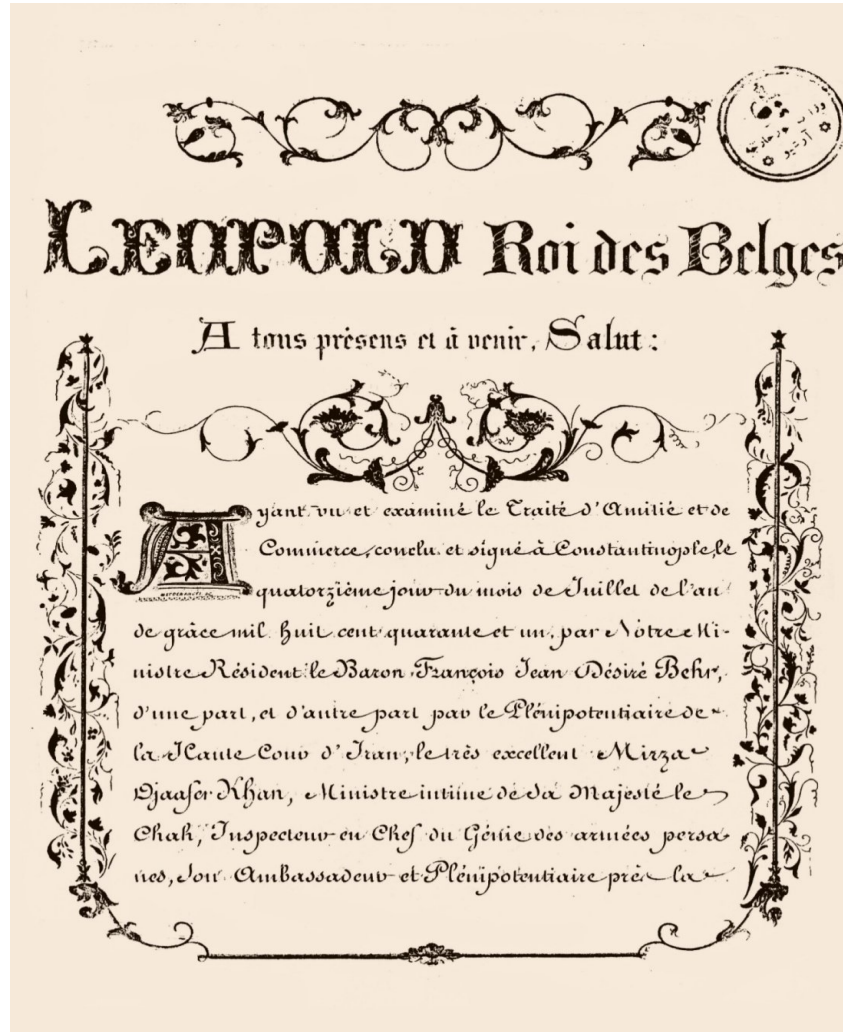 LEOPOLD Roi des Belges
A tous présens et à venir, Salut :
Ayant vu et examiné le Traité d'Amitié et de
Commerce, conclu et signé à Constantinople, le
quatorzième jour du mois de Juillet de l'an
de grâce mil huit cent quarante et un, par Notre Mi-
nistre Résident le Baron François Jean Désiré Behr,
d'une part, et d'autre part par le Plénipotentiaire de
la Haute Cour d'Iran, le très excellent Mirza
Djaafer Khan, Ministre intime de Sa Majesté le
Chah, Inspecteur en Chef du Génie des armées persa-
nes, Son Ambassadeur et Plénipotentiaire près la